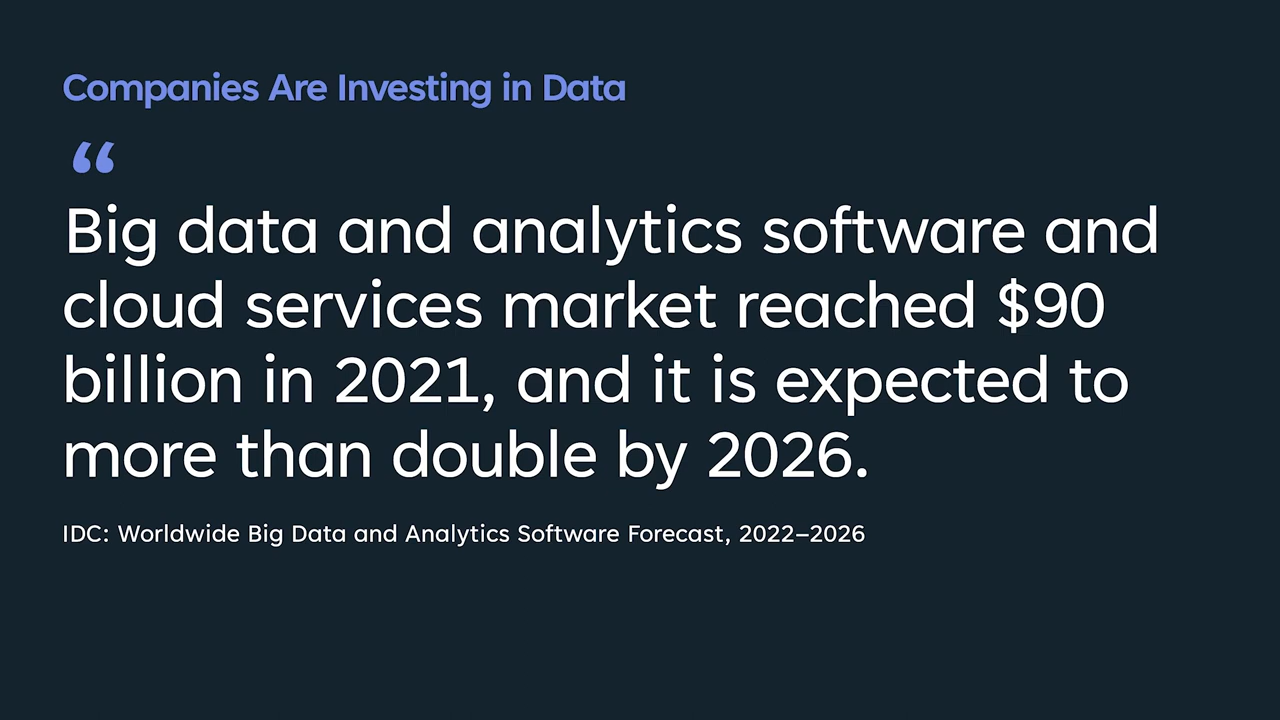 Companies Are Investing in Data
“
Big data and analytics software and
cloud services market reached $90
billion in 2021, and it is expected to
more than double by 2026.
IDC: Worldwide Big Data and Analytics Software Forecast, 2022–2026